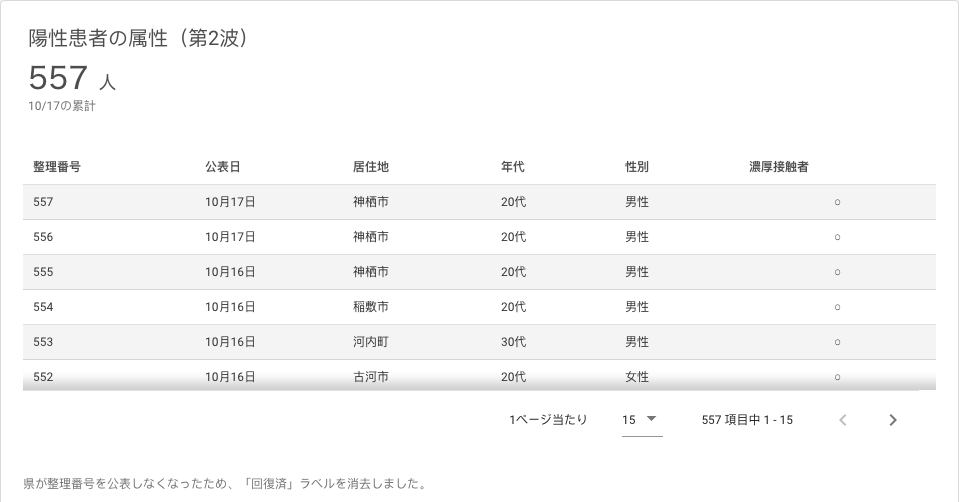 陽性患者の属性（第2波）
557 人
10/17の累計
整理番号 公表日 居住地 年代 性別 濃厚接触者
557 10月17日 神栖市 20代 男性 ○
556 10月17日 神栖市 20代 男性 ○
555 10月16日 神栖市 20代 男性 ○
554 10月16日 稲敷市 20代 男性 ○
553 10月16日 河内町 30代 男性 ○
552 10月16日 古河市 20代 女性 ○
1ページ当たり 15 557 項目中 1 - 15
県が整理番号を公表しなくなったため、「回復済」ラベルを消去しました。